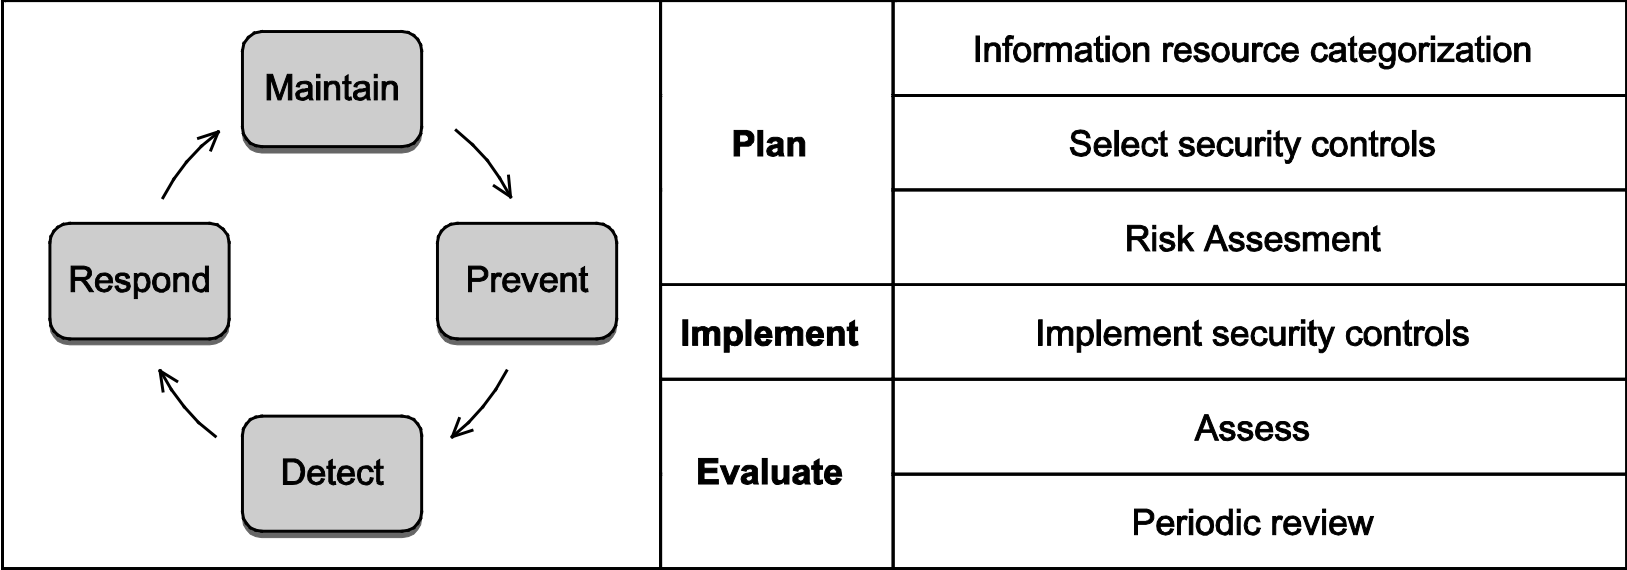 Maintain
Prevent
Respond
Detect
Plan
Information resource categorization
Select security controls
Risk Assesment
Implement
Implement security controls
Evaluate
Assess
Periodic review